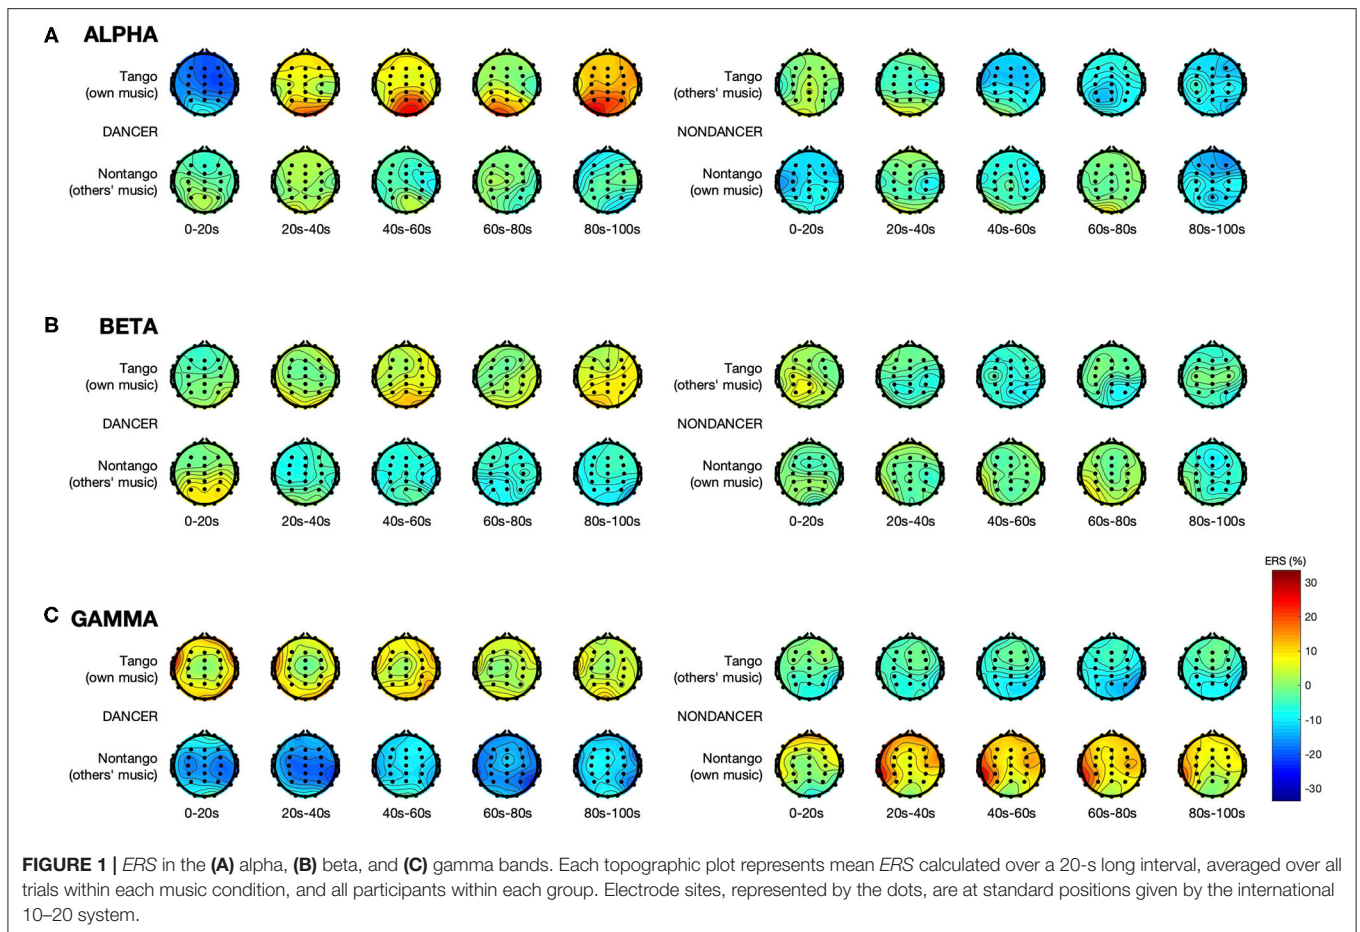 A ALPHA
Tango
(own music)
DANCER
Nontango
(others' music)
0-20s 20s-40s 40s-60s 60s-80s 80s-100s
Tango
(others' music)
NONDANCER
Nontango
(own music)
0-20s 20s-40s 40s-60s 60s-80s 80s-100s
B BETA
Tango
(own music)
DANCER
Nontango
(others' music)
0-20s 20s-40s 40s-60s 60s-80s 80s-100s
Tango
(others' music)
NONDANCER
Nontango
(own music)
0-20s 20s-40s 40s-60s 60s-80s 80s-100s
C GAMMA
Tango
(own music)
DANCER
Nontango
(others' music)
0-20s 20s-40s 40s-60s 60s-80s 80s-100s
Tango
(others' music)
NONDANCER
Nontango
(own music)
0-20s 20s-40s 40s-60s 60s-80s 80s-100s
ERS (%)
30
20
10
0
-10
-20
-30
FIGURE 1 | ERS in the (A) alpha, (B) beta, and (C) gamma bands. Each topographic plot represents mean ERS calculated over a 20-s long interval, averaged over all
trials within each music condition, and all participants within each group. Electrode sites, represented by the dots, are at standard positions given by the international
10–20 system.